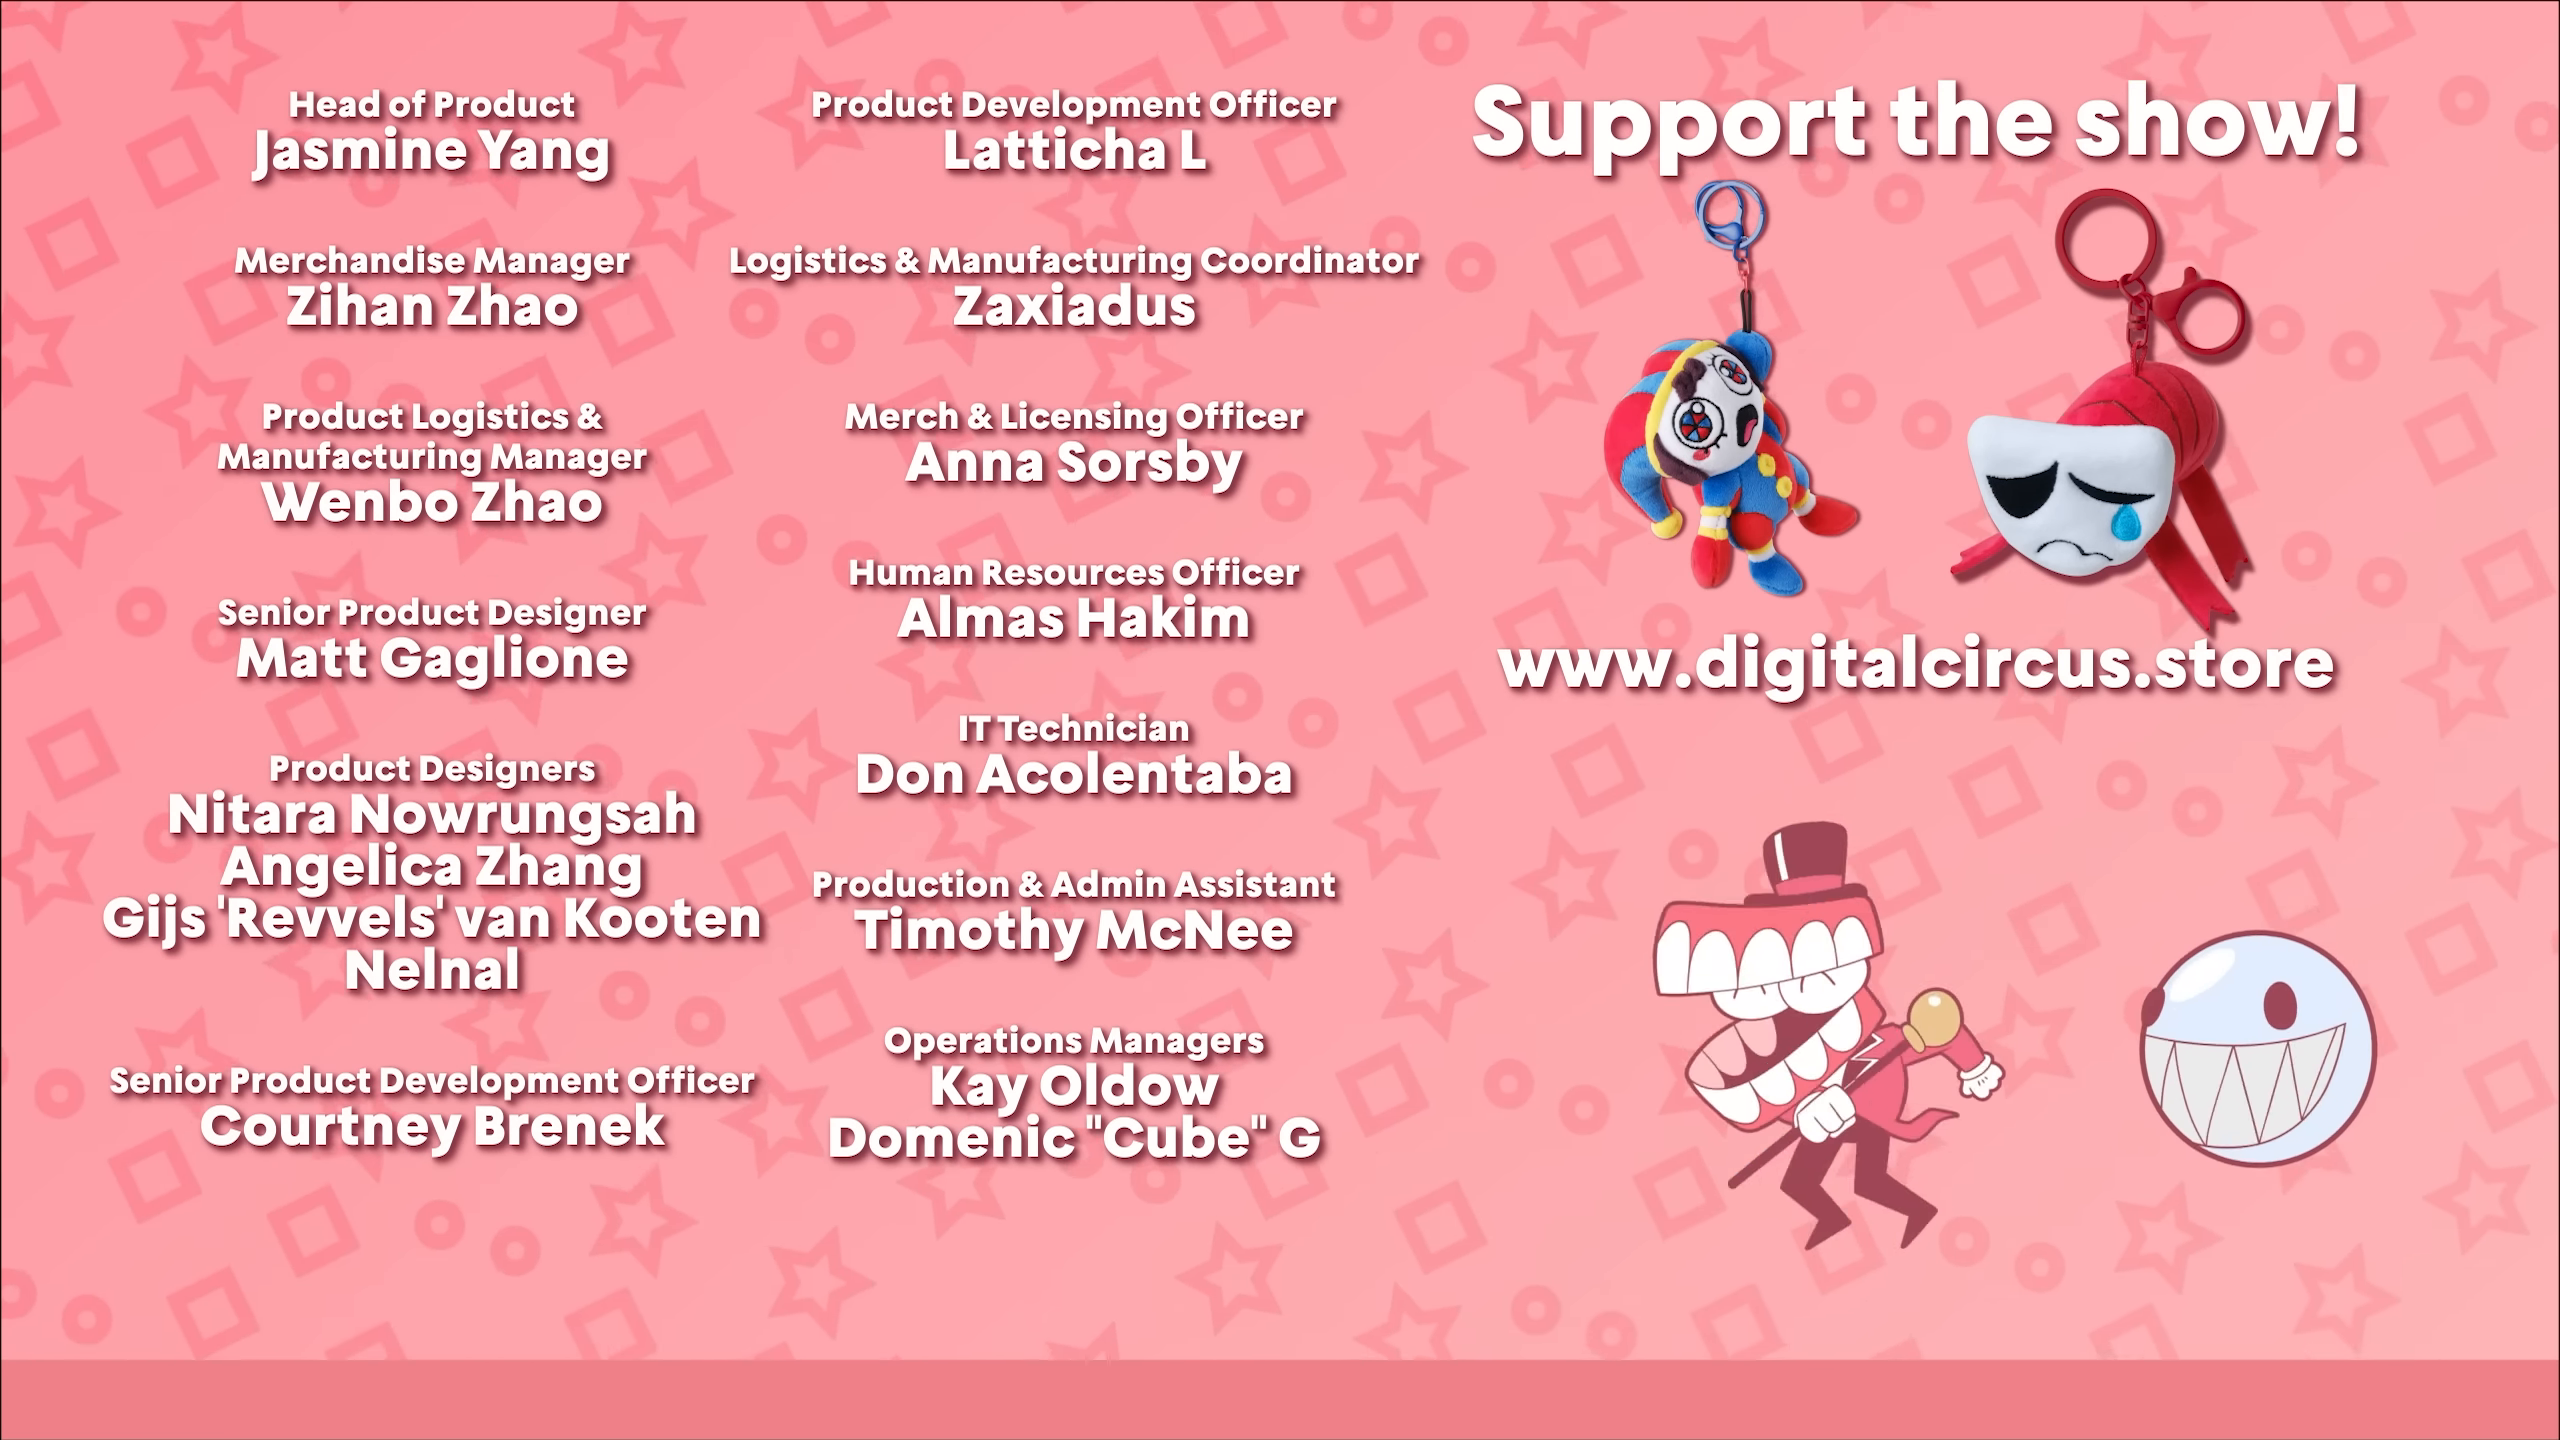 Head of Product
Jasmine Yang
Merchandise Manager
Zihan Zhao
Product Logistics &
Manufacturing Manager
Wenbo Zhao
Senior Product Designer
Matt Gaglione
Product Designers
Nitara Nowrungsah
Angelica Zhang
Gijs 'Revvels' van Kooten
Nelnal
Senior Product Development Officer
Courtney Brenek
Product Development Officer
Latticha L
Logistics & Manufacturing Coordinator
Zaxiadus
Merch & Licensing Officer
Anna Sorsby
Human Resources Officer
Almas Hakim
IT Technician
Don Acolentaba
Production & Admin Assistant
Timothy McNee
Operations Managers
Kay Oldow
Domenic "Cube" G
Support the show!
www.digitalcircus.store